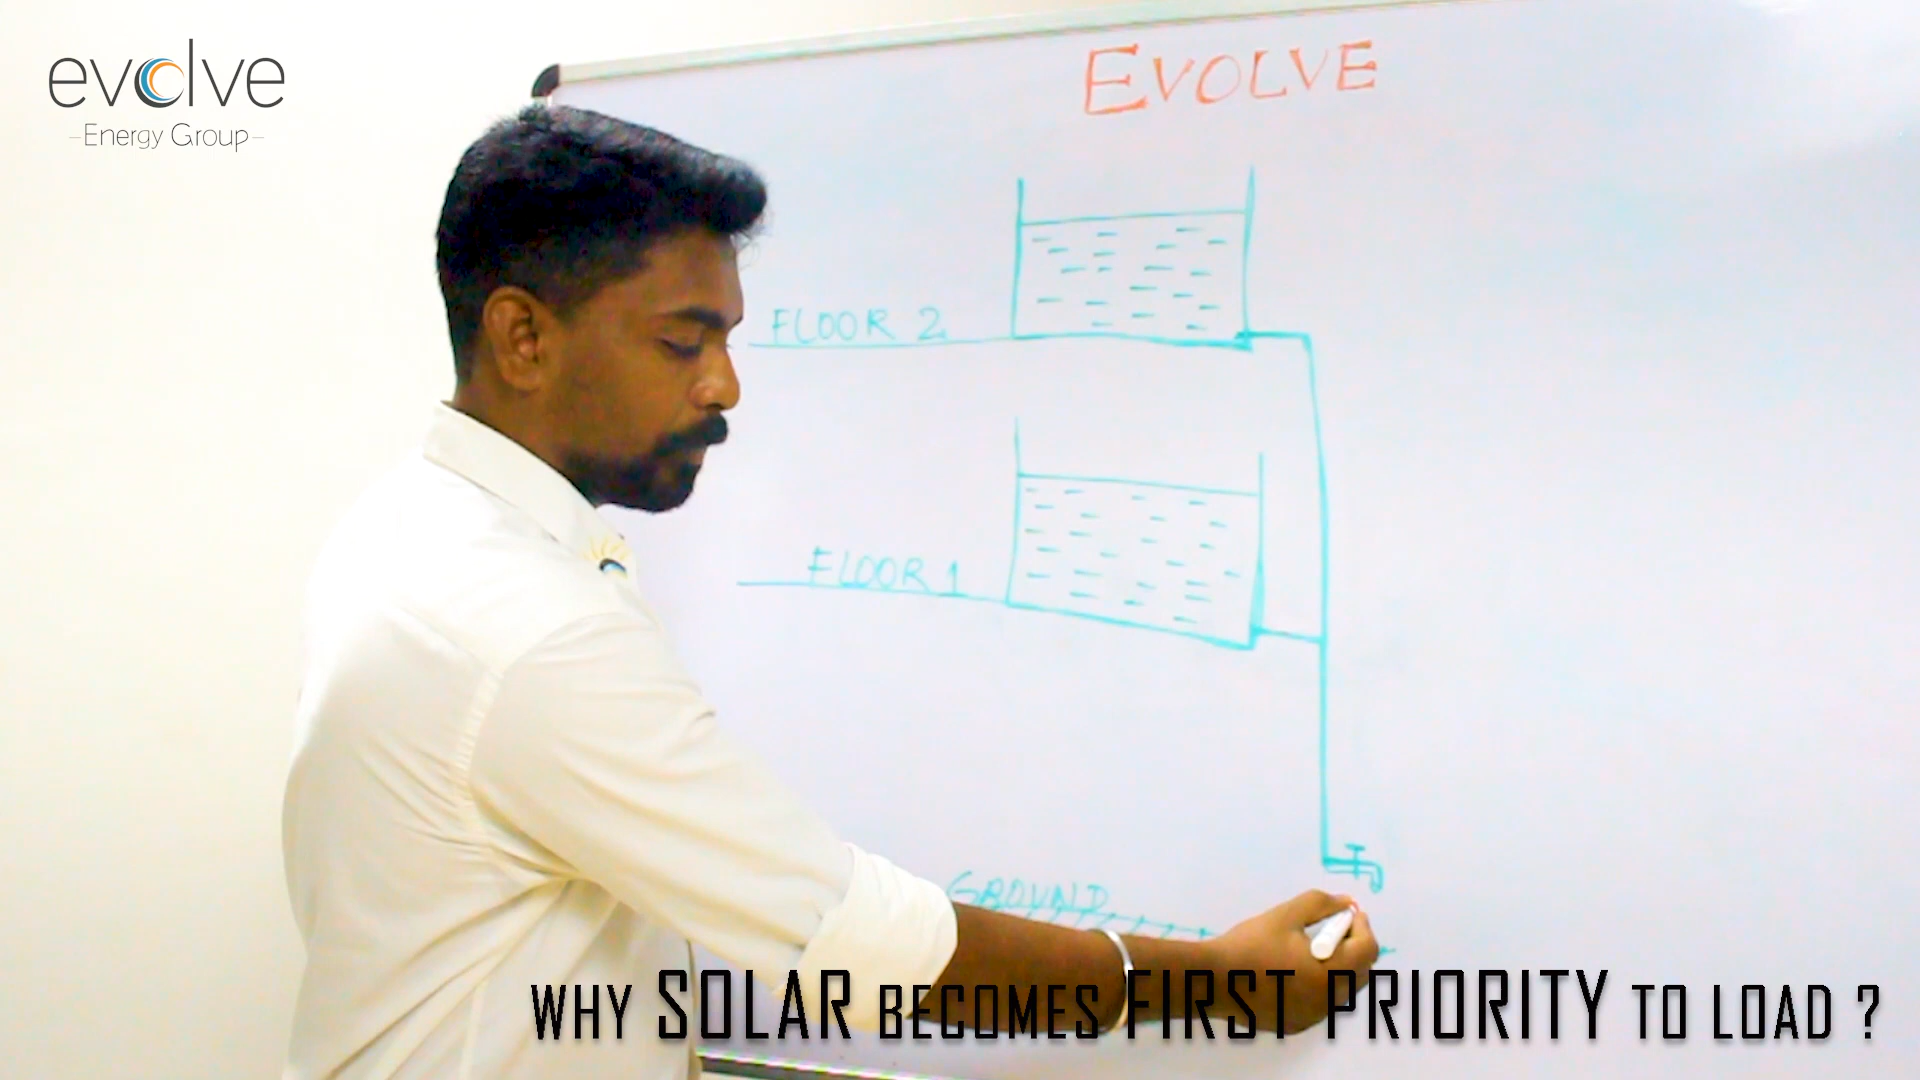 evolve
Energy Group
EVOLVE
FLOOR 2
FLOOR 1
GROUND
WHY SOLAR BECOMES FIRST PRIORITY TO LOAD ?